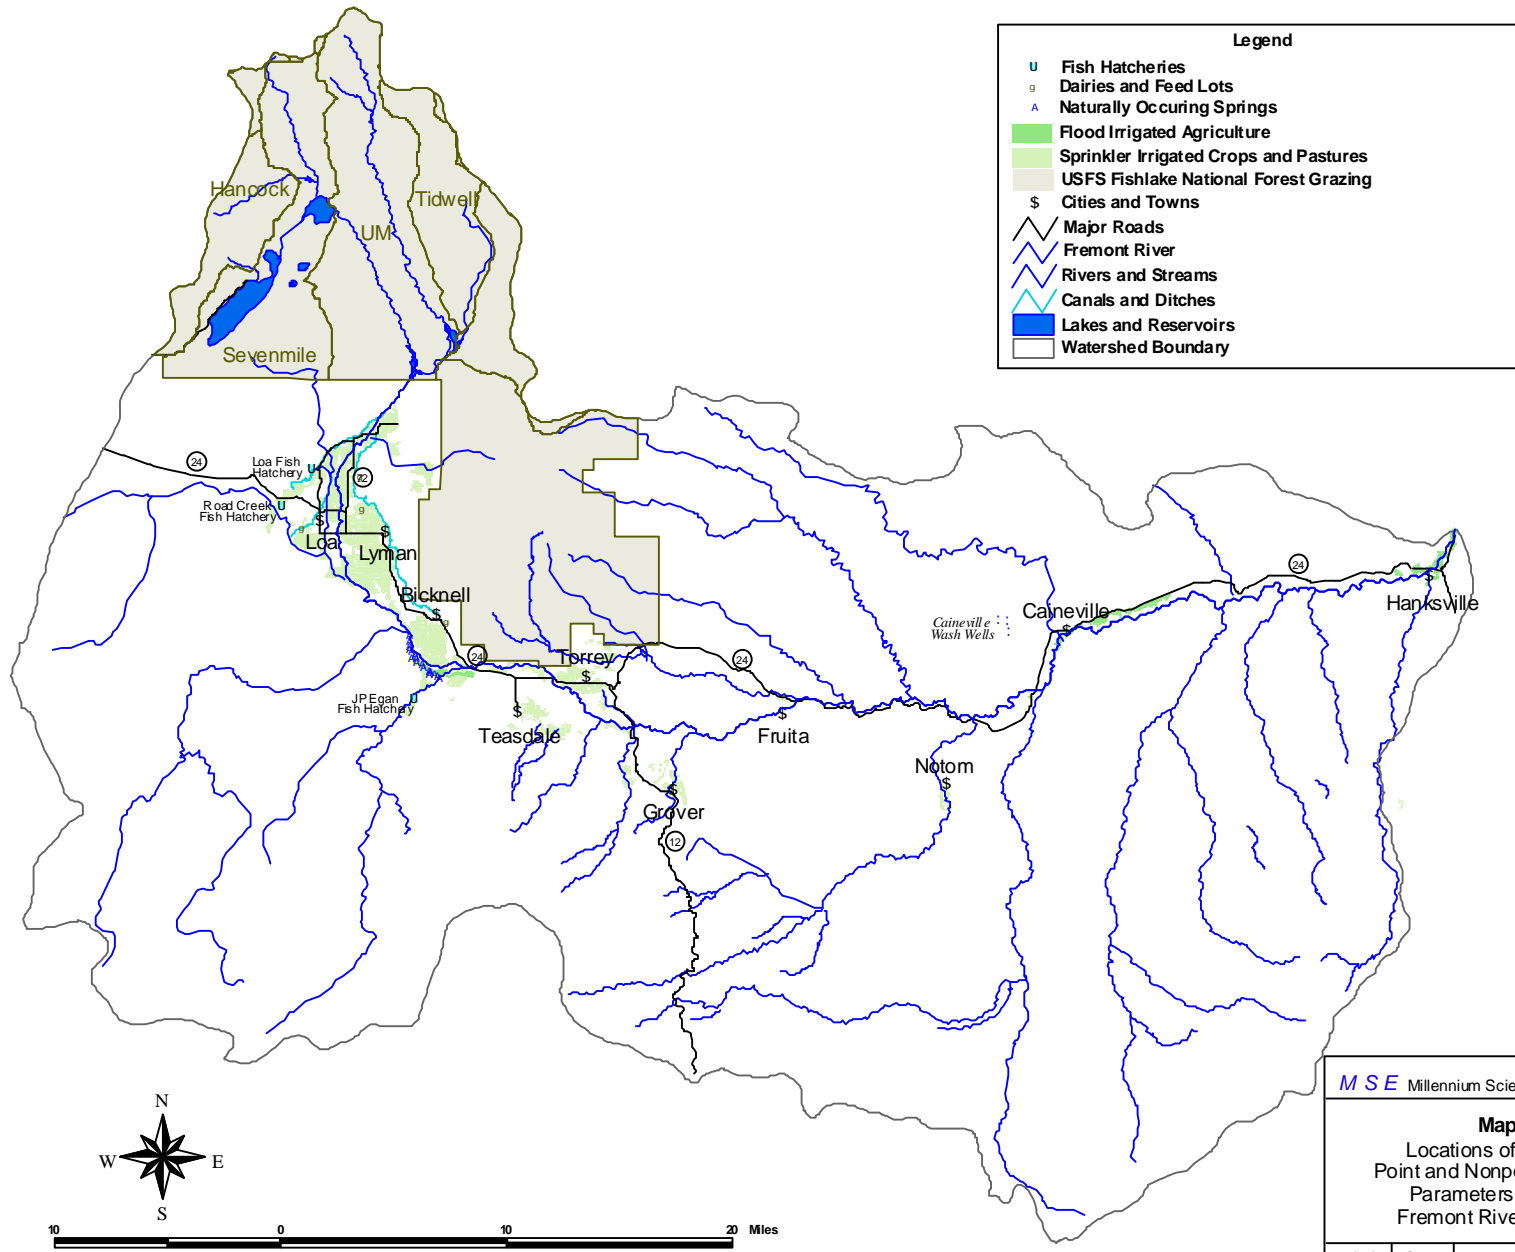 Legend
U Fish Hatcheries
g Dairies and Feed Lots
A Naturally Occuring Springs
Flood Irrigated Agriculture
Sprinkler Irrigated Crops and Pastures
USFS Fishlake National Forest Grazing
$ Cities and Towns
Major Roads
Fremont River
Rivers and Streams
Canals and Ditches
Lakes and Reservoirs
Watershed Boundary
Hancock
Tidwell
UM
Sevenmile
24
Loa Fish
Hatchery
U
72
Road Creek
Fish Hatchery
U
g
g
$
Loa
$
Lyman
Bicknell
$
g
24
JP Egan
Fish Hatchery
U
Torrey
$
$
Teasdale
24
$
Fruita
$
Grover
12
Notom
$
Caineville
Wash Wells
Caineville
$
24
$
Hanksville
N
W
E
S
10
0
10
20 Miles
M S E Millennium Scie
Map
Locations of
Point and Nonp
Parameters
Fremont Rive